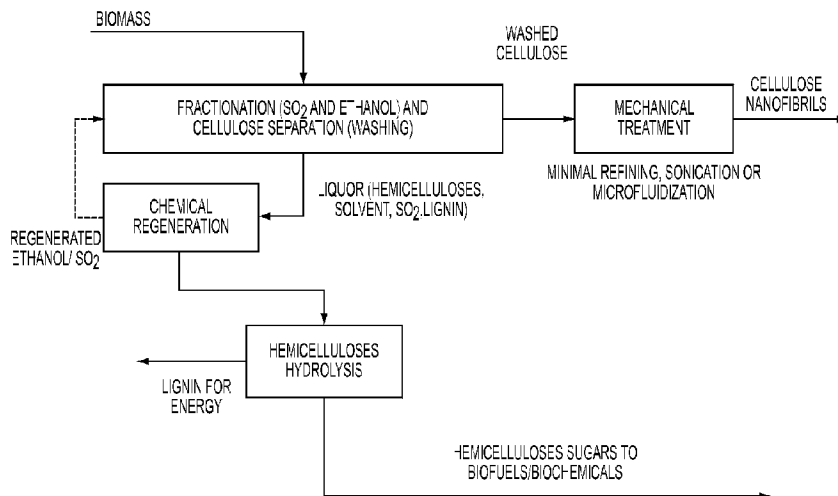 BIOMASS
WASHED
CELLULOSE
CELLULOSE
NANOFIBRILS
FRACTIONATION (SO2 AND ETHANOL) AND
CELLULOSE SEPARATION (WASHING)
MECHANICAL
TREATMENT
MINIMAL REFINING, SONICATION OR
MICROFLUIDIZATION
LIQUOR (HEMICELLULOSES,
SOLVENT, SO2,LIGNIN)
CHEMICAL
REGENERATION
REGENERATED
ETHANOL/ SO2
HEMICELLULOSES
HYDROLYSIS
LIGNIN FOR
ENERGY
HEMICELLULOSES SUGARS TO
BIOFUELS/BIOCHEMICALS